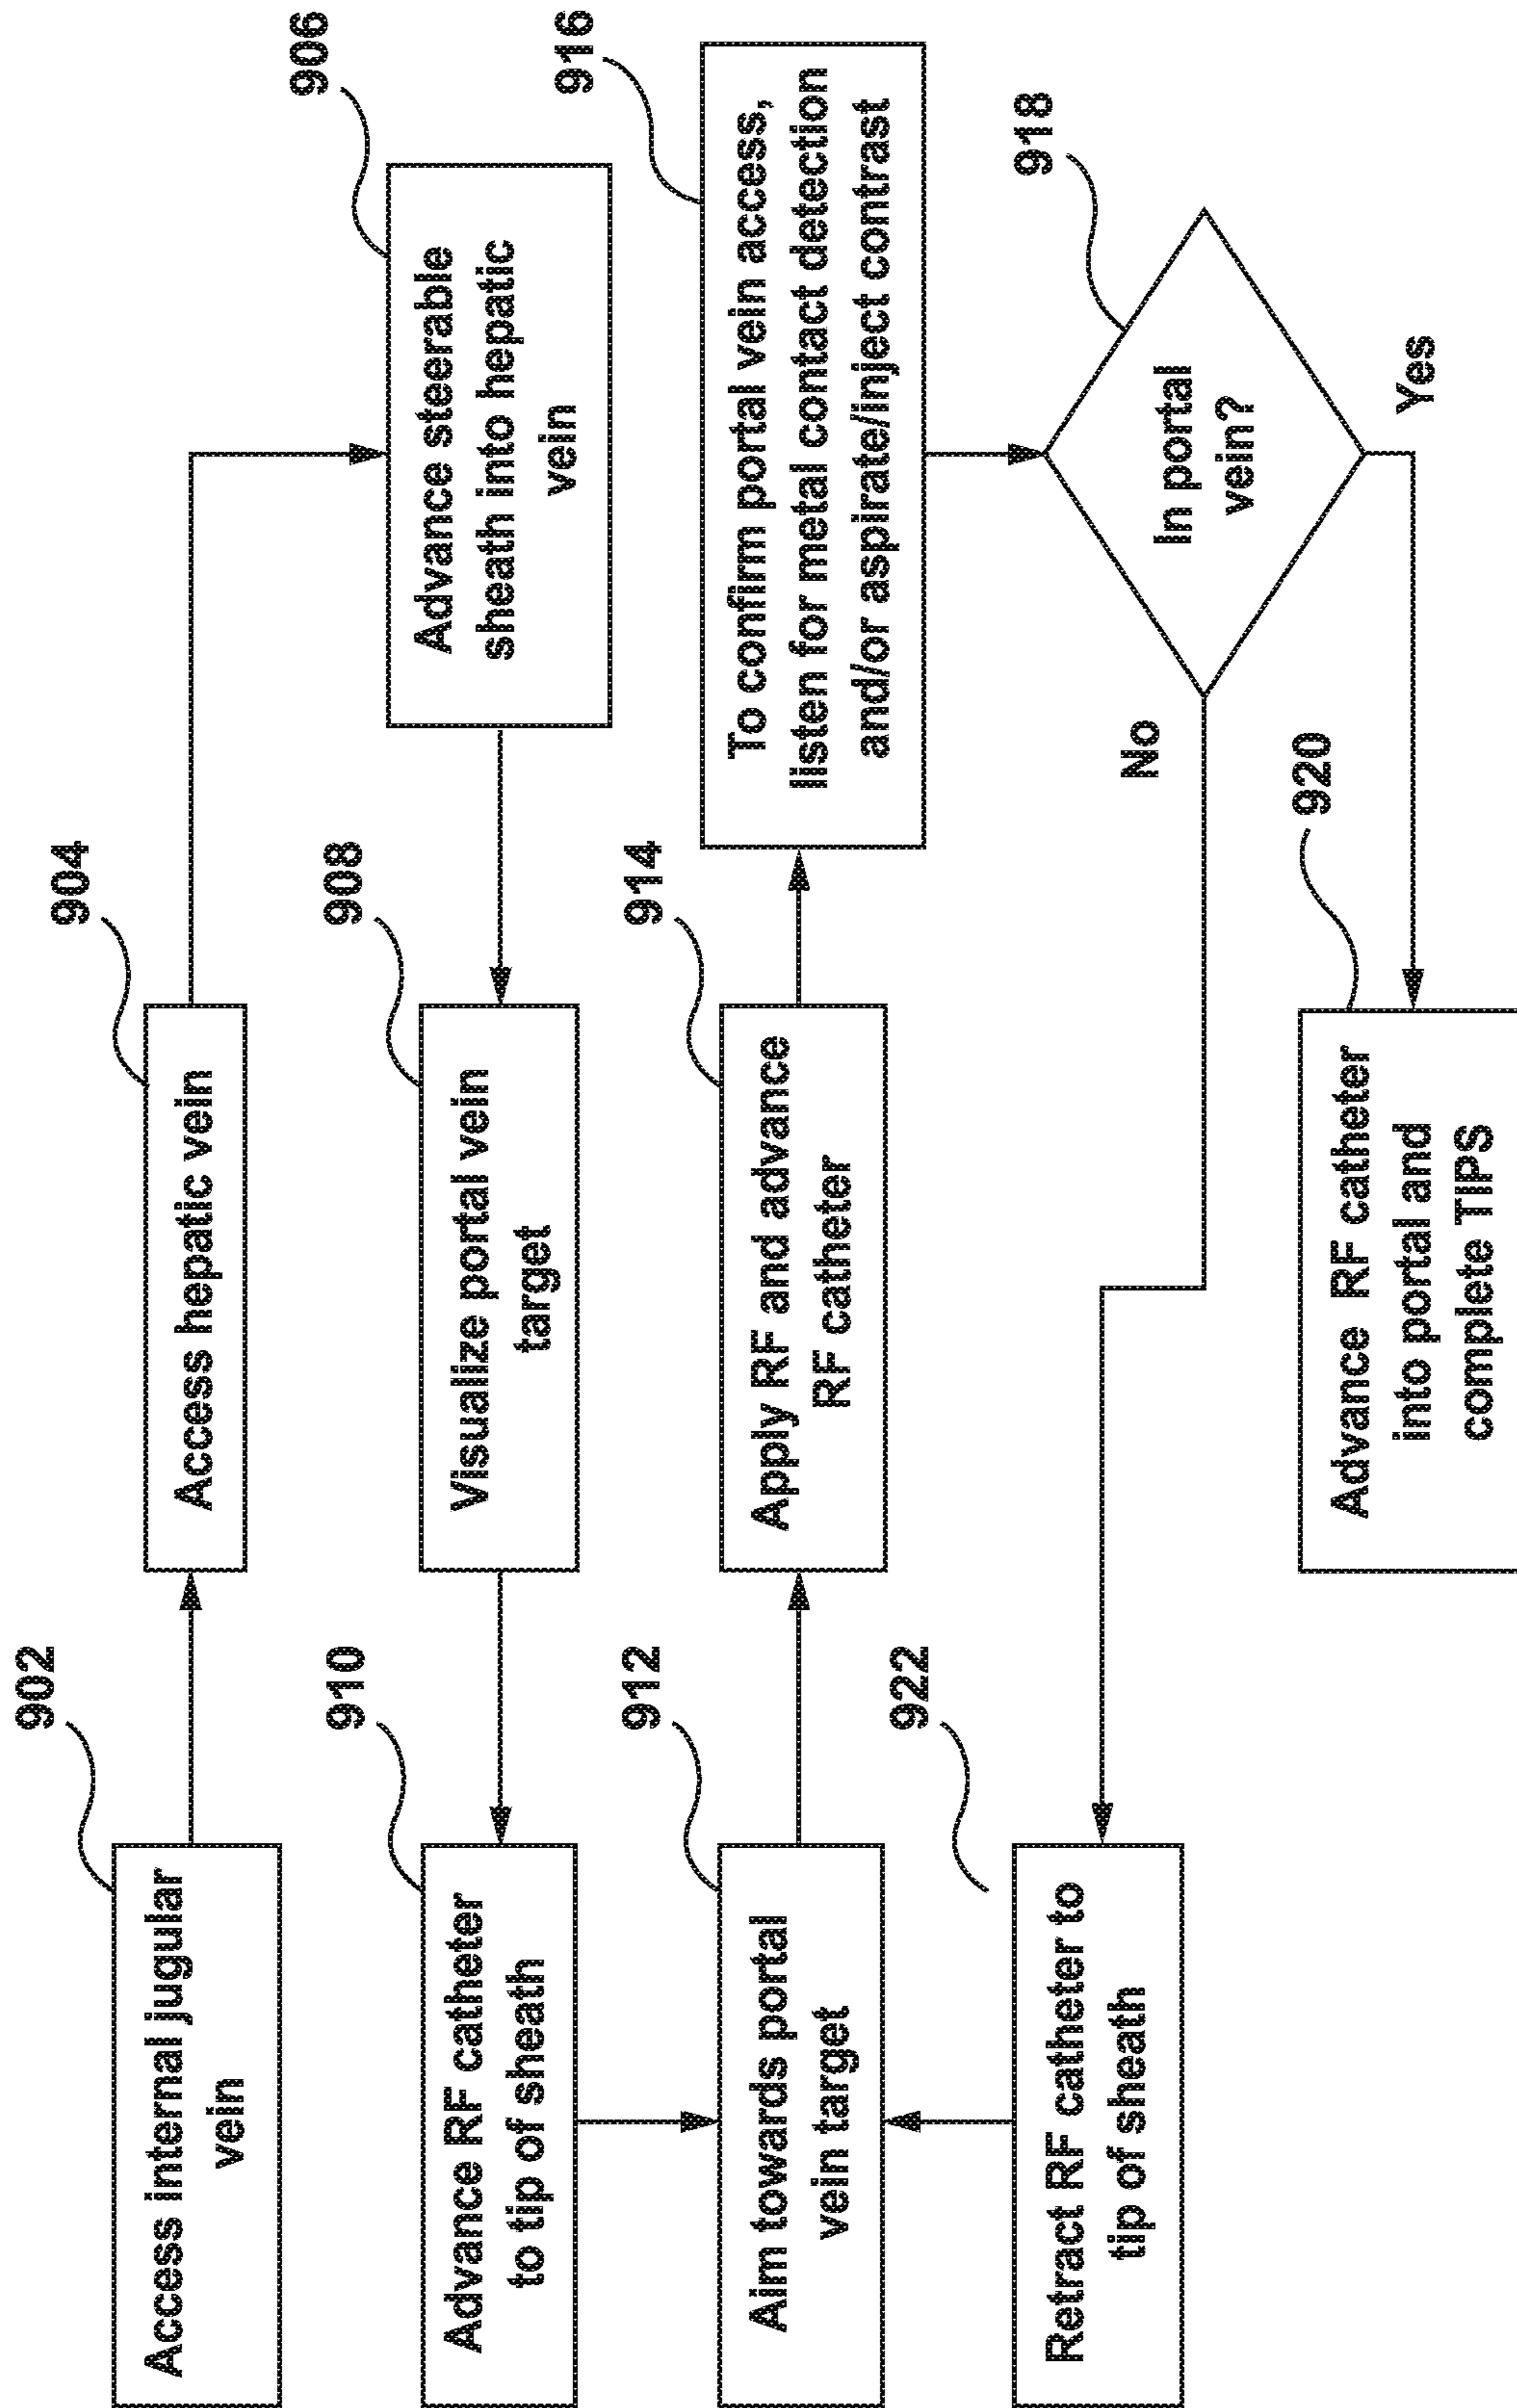 902
Access internal jugular
vein
904
Access hepatic vein
906
Advance steerable
sheath into hepatic
vein
908
Visualize portal vein
target
910
Advance RF catheter
to tip of sheath
912
Aim towards portal
vein target
914
Apply RF and advance
RF catheter
916
To confirm portal vein access,
listen for metal contact detection
and/or aspirate/inject contrast
918
In portal
vein?
No
Yes
920
Advance RF catheter
into portal and
complete TIPS
922
Retract RF catheter to
tip of sheath